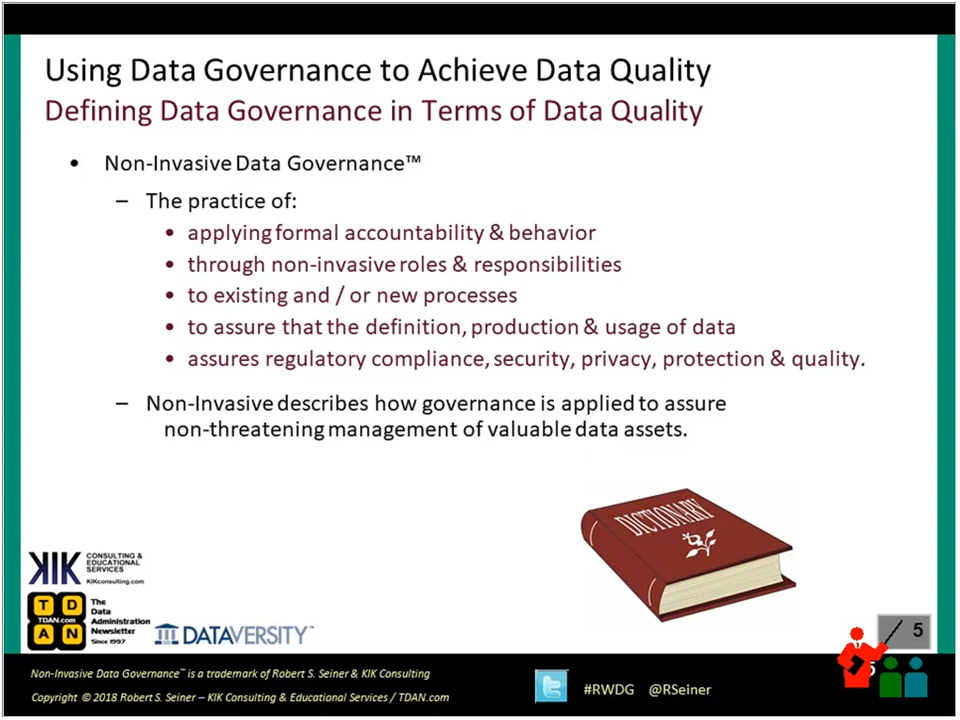 Using Data Governance to Achieve Data Quality
Defining Data Governance in Terms of Data Quality
• Non-Invasive Data Governance™
– The practice of:
• applying formal accountability & behavior
• through non-invasive roles & responsibilities
• to existing and / or new processes
• to assure that the definition, production & usage of data
• assures regulatory compliance, security, privacy, protection & quality.
– Non-Invasive describes how governance is applied to assure
non-threatening management of valuable data assets.
DICTIONARY
KIK
CONSULTING &
EDUCATIONAL
SERVICES
KIKconsulting.com
T D
TDAN.com
A N
The
Data
Administration
Newsletter
Since 1997
DATAVERSITY™
5
5
Non-Invasive Data Governance™ is a trademark of Robert S. Seiner & KIK Consulting
Copyright © 2018 Robert S. Seiner – KIK Consulting & Educational Services / TDAN.com
#RWDG @RSeiner